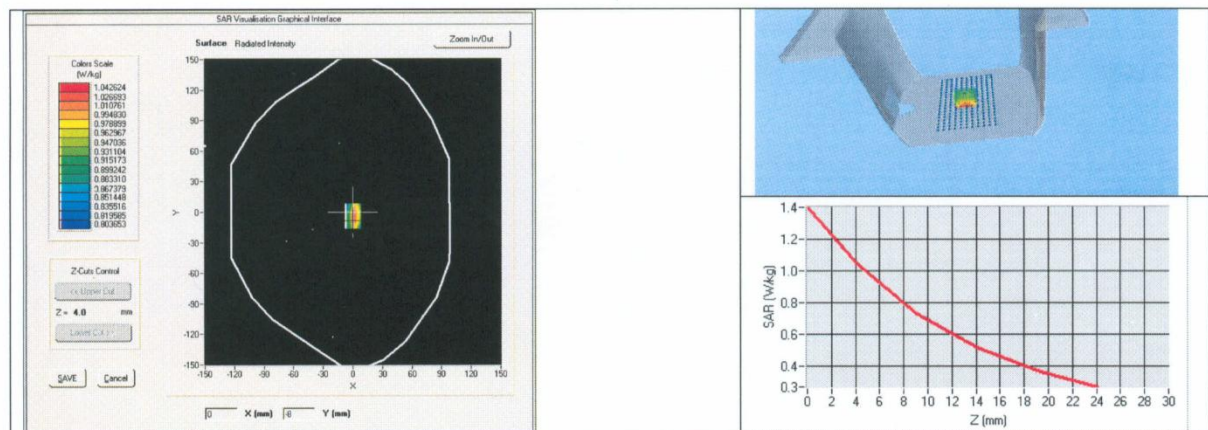 SAR Visualisation Graphical Interface
Surface Radiated Intensity
Zoom In/Out
Colors Scale
(W/kg)
1.042624
1.026693
1.010761
0.994830
0.978899
0.962967
0.947036
0.931104
0.915173
0.899242
0.883310
0.867379
0.851448
0.835516
0.819585
0.803653
Z-Cuts Control
<< Upper Cut
Z = 4.0 mm
Lower Cut >>
SAVE Cancel
150
120
90
60
30
Y 0
-30
-60
-90
-120
-150
-150 -120 -90 -60 -30 0 30 60 90 120 150
X
0 X (mm) -8 Y (mm)
SAR (W/kg)
1.4
1.2
1.0
0.8
0.6
0.4
0.3
0 2 4 6 8 10 12 14 16 18 20 22 24 26 28 30
Z (mm)